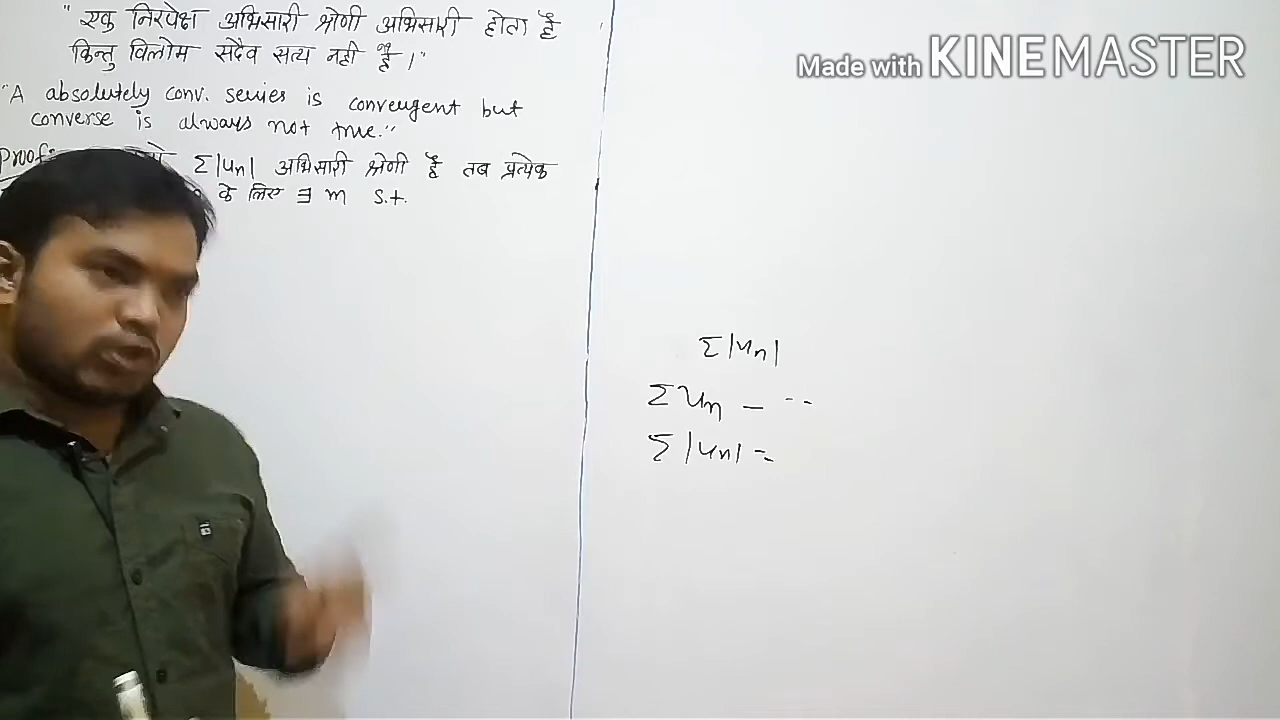 " एक निरपेक्ष अभिसारी श्रेणी अभिसारी होता है
किन्तु विलोम सदैव सत्य नही है।"
"A absolutely conv. series is convergent but
converse is always not true."
Proof:- Σ|un| अभिसारी श्रेणी है तब प्रत्येक
के लिए ∃ m s.t.
Made with KINEMASTER
Σ|un|
Σ un - --
Σ |un| =